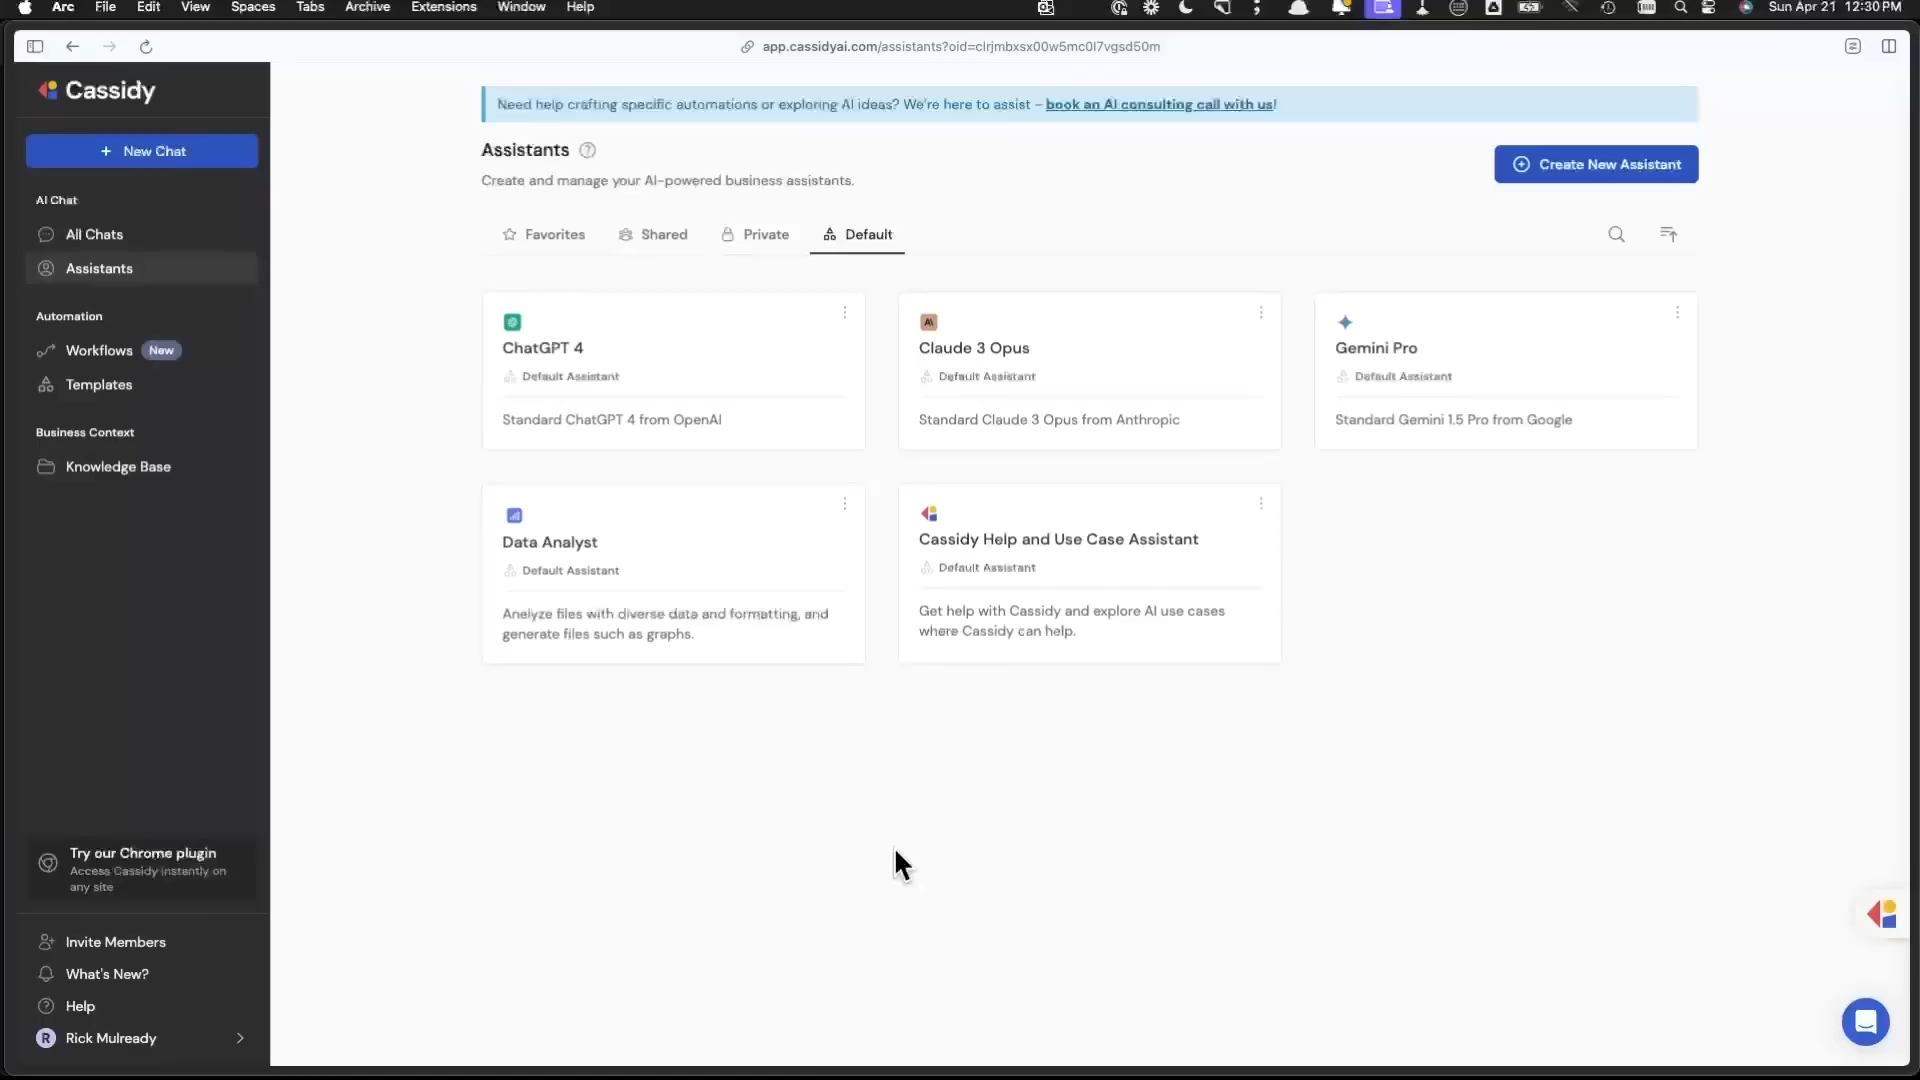 Arc File Edit View Spaces Tabs Archive Extensions Window Help Sun Apr 21 12:30 PM
app.cassidyai.com/assistants?oid=clrjmbxsx00w5mc0l7vgsd50m
Cassidy
+ New Chat
AI Chat
All Chats
Assistants
Automation
Workflows New
Templates
Business Context
Knowledge Base
Try our Chrome plugin
Access Cassidy instantly on
any site
Invite Members
What's New?
Help
R Rick Mulready
Need help crafting specific automations or exploring AI ideas? We're here to assist – book an AI consulting call with us!
Assistants
Create and manage your AI-powered business assistants.
Create New Assistant
Favorites Shared Private Default
ChatGPT 4
Default Assistant
Standard ChatGPT 4 from OpenAI
Claude 3 Opus
Default Assistant
Standard Claude 3 Opus from Anthropic
Gemini Pro
Default Assistant
Standard Gemini 1.5 Pro from Google
Data Analyst
Default Assistant
Analyze files with diverse data and formatting, and
generate files such as graphs.
Cassidy Help and Use Case Assistant
Default Assistant
Get help with Cassidy and explore AI use cases
where Cassidy can help.